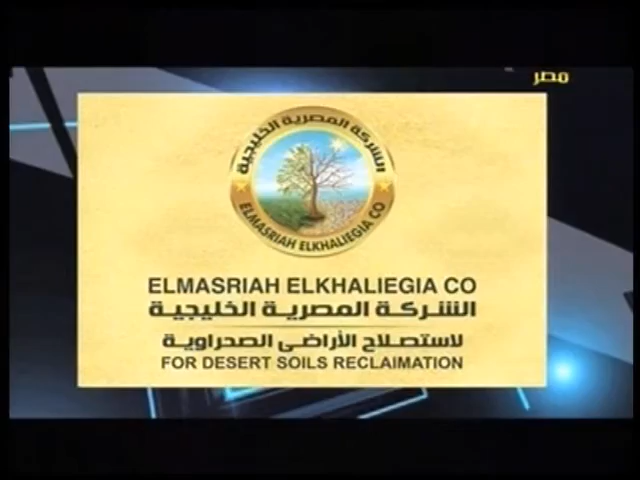 مصر
الشركة المصرية الخليجية
ELMASRIAH ELKHALIEGIA CO
ELMASRIAH ELKHALIEGIA CO
الشركة المصرية الخليجية
لاستصلاح الأراضى الصحراوية
FOR DESERT SOILS RECLAIMATION